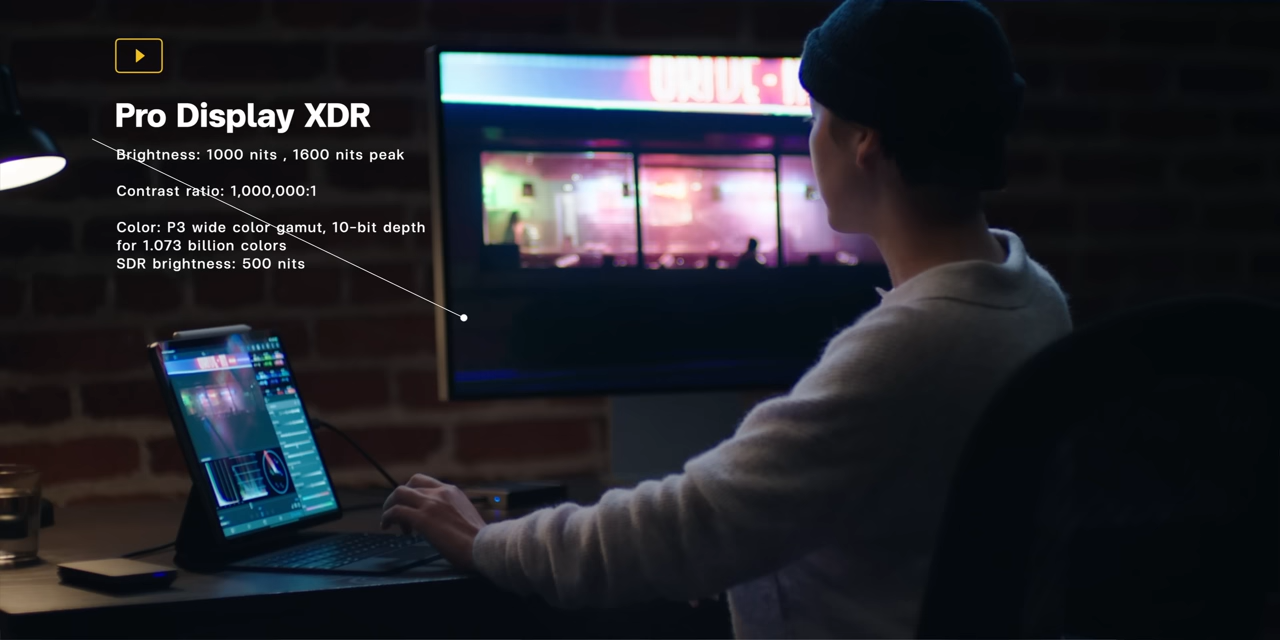 Pro Display XDR
Brightness: 1000 nits , 1600 nits peak
Contrast ratio: 1,000,000:1
Color: P3 wide color gamut, 10-bit depth
for 1.073 billion colors
SDR brightness: 500 nits
DRIVE-